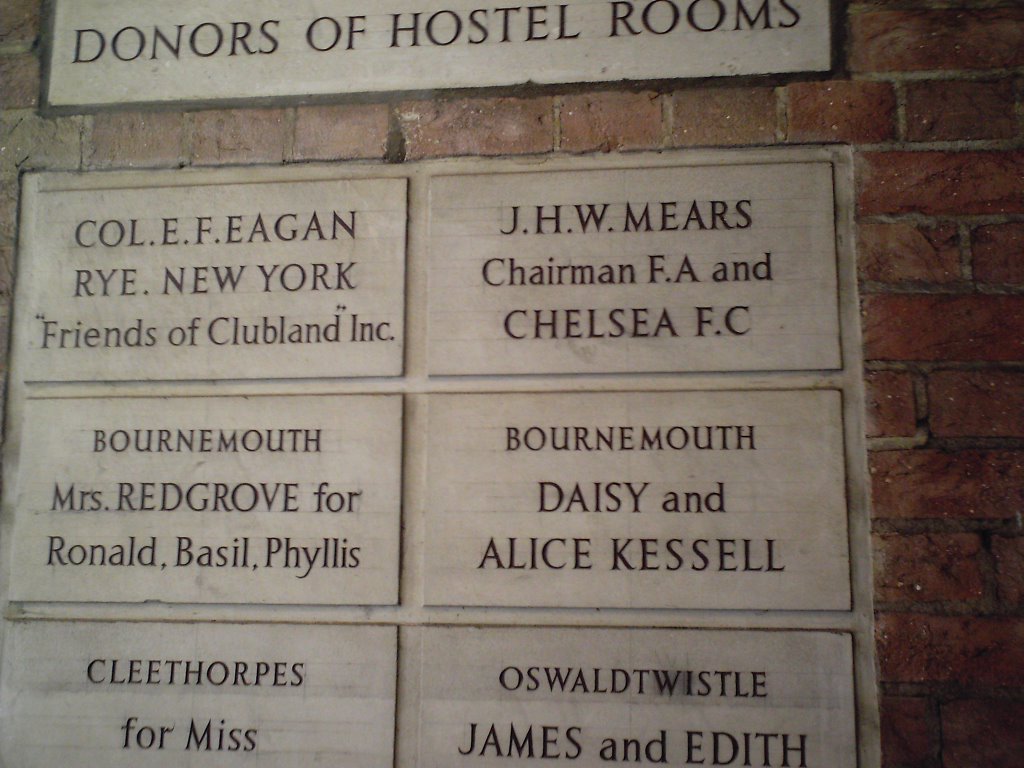 DONORS OF HOSTEL ROOMS
COL.E.F.EAGAN
RYE. NEW YORK
"Friends of Clubland" Inc.
J.H.W. MEARS
Chairman F.A and
CHELSEA F.C
BOURNEMOUTH
Mrs. REDGROVE for
Ronald, Basil, Phyllis
BOURNEMOUTH
DAISY and
ALICE KESSELL
CLEETHORPES
for Miss
OSWALDTWISTLE
JAMES and EDITH